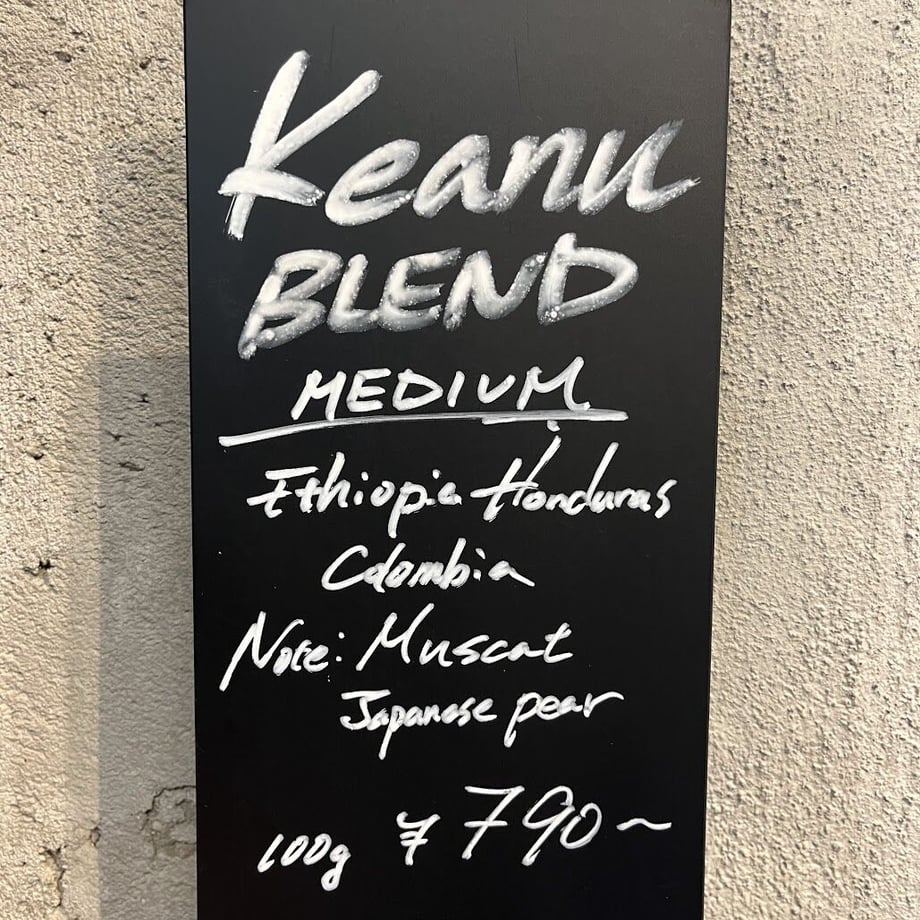 Keanu
BLEND
MEDIUM
Ethiopia Honduras
Colombia
Note: Muscat
Japanese pear
100g ¥790~